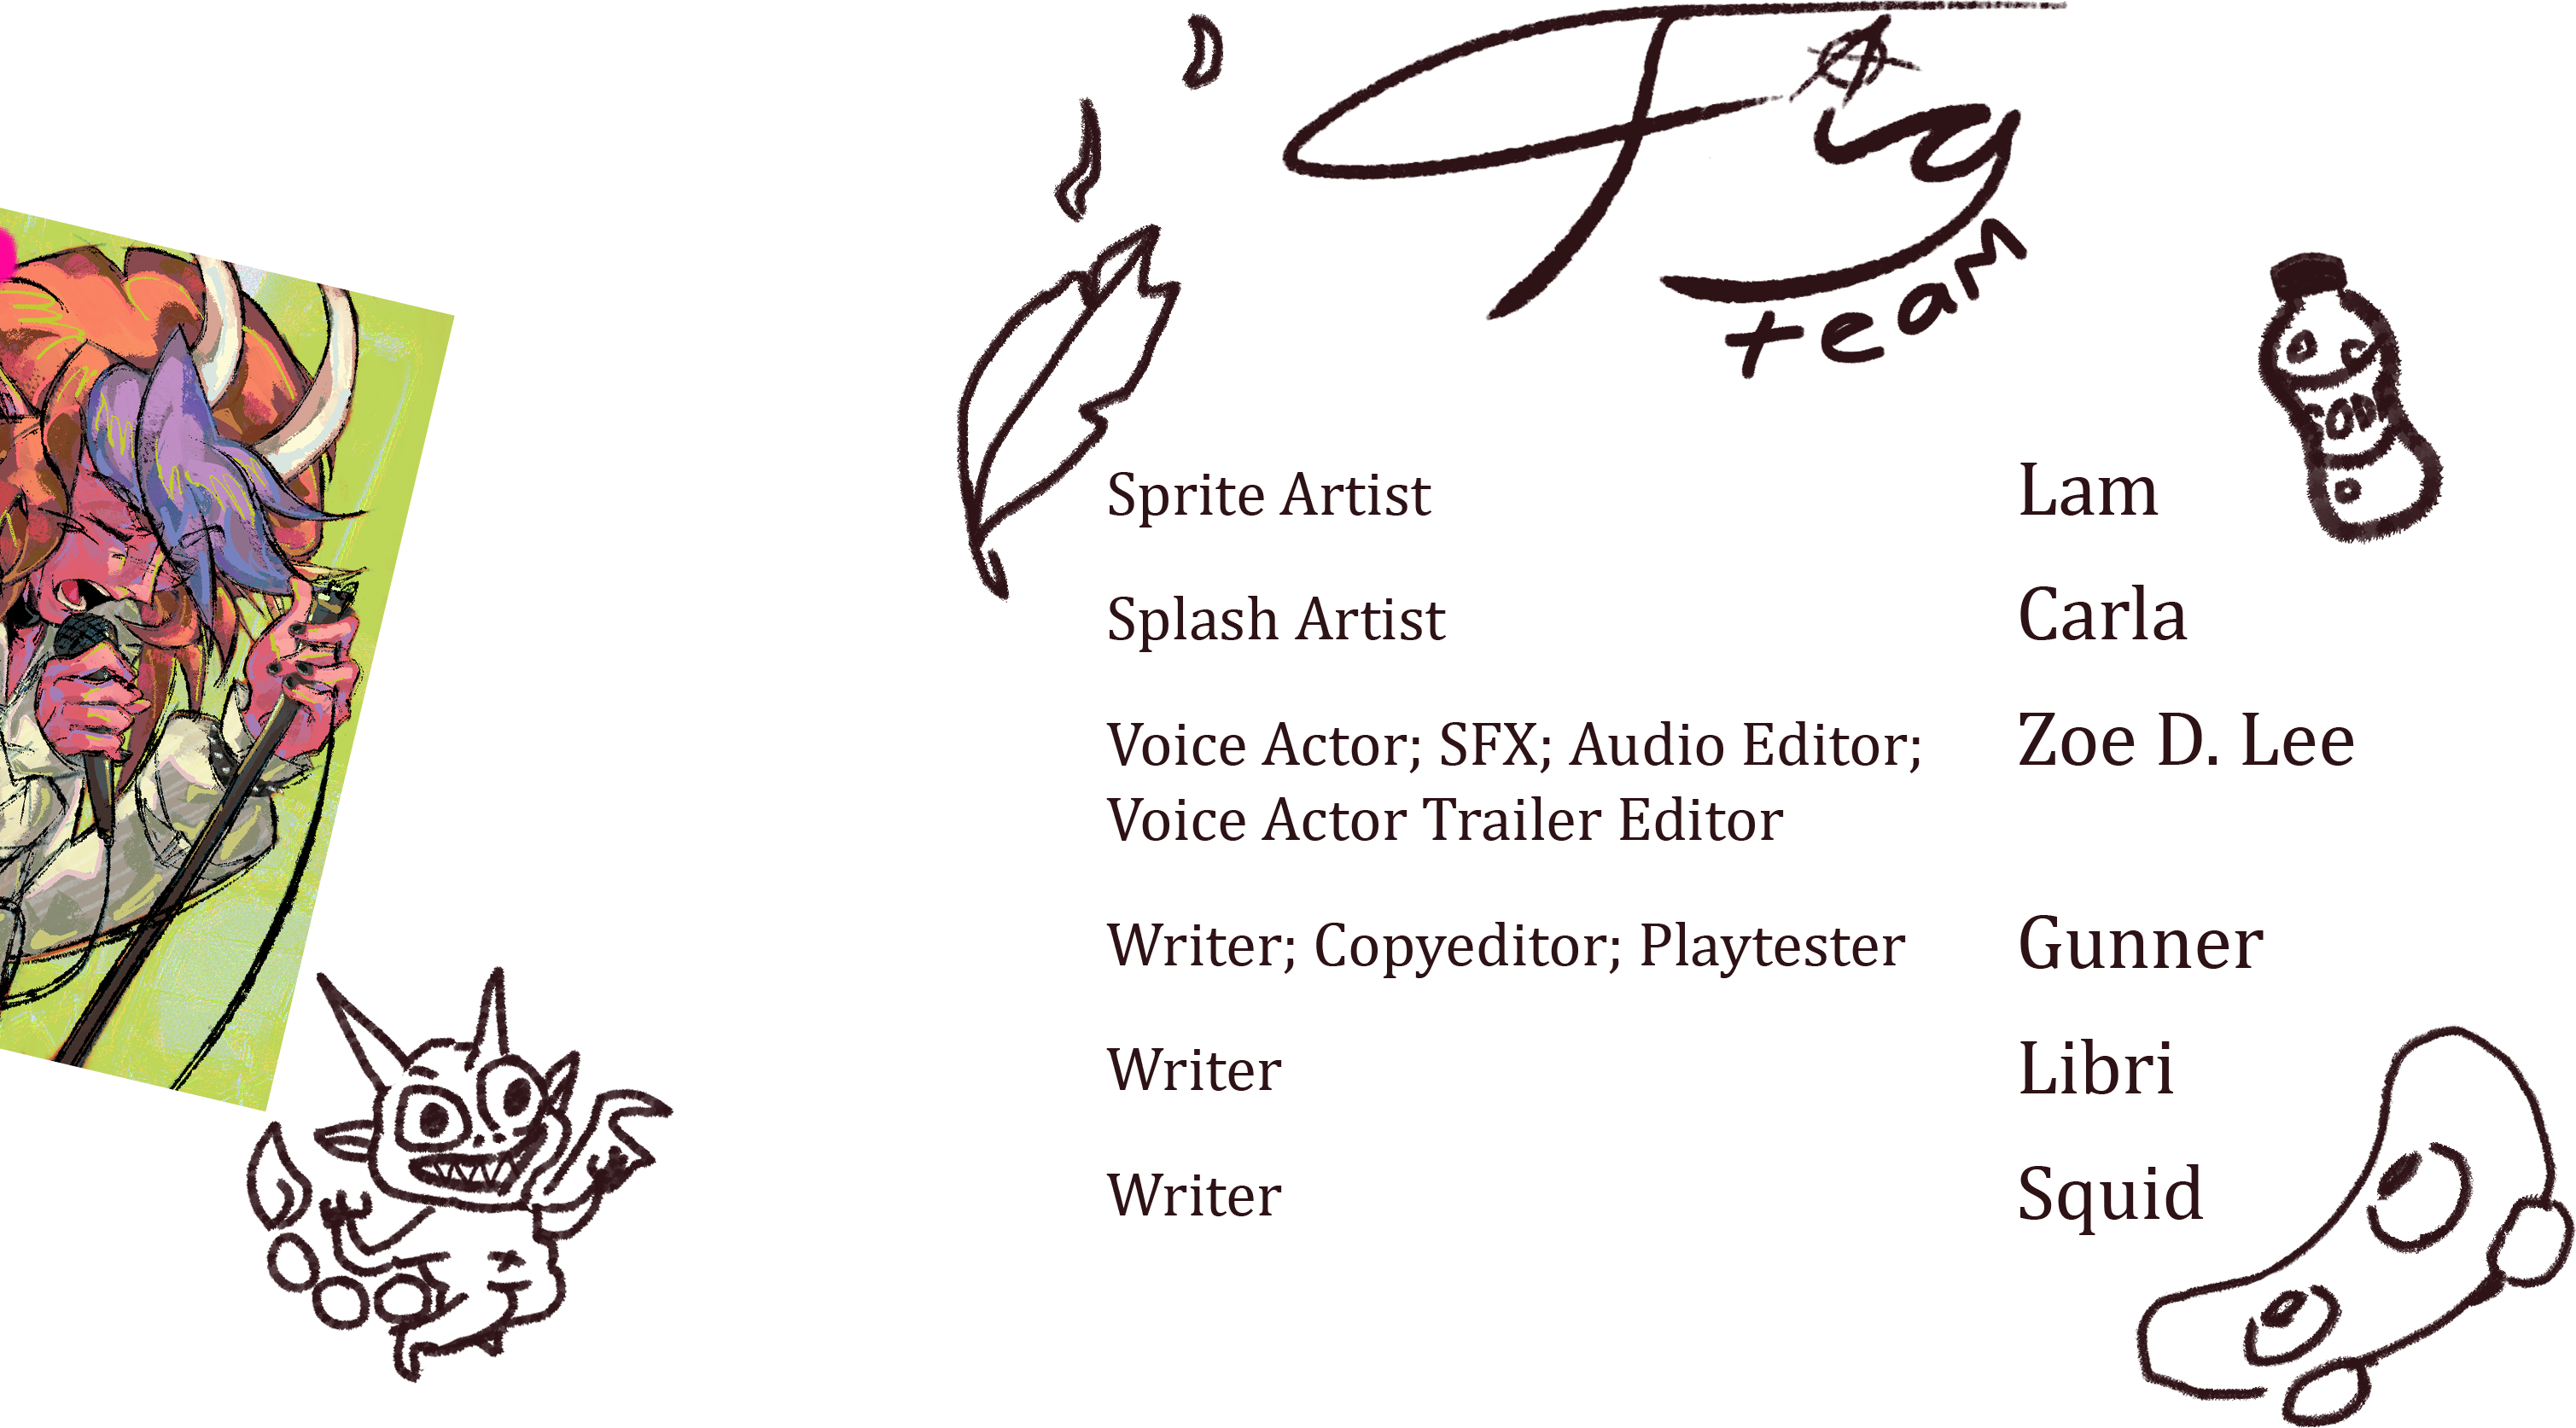 Fig
team
SODA
Sprite Artist Lam
Splash Artist Carla
Voice Actor; SFX; Audio Editor; Zoe D. Lee
Voice Actor Trailer Editor
Writer; Copyeditor; Playtester Gunner
Writer Libri
Writer Squid